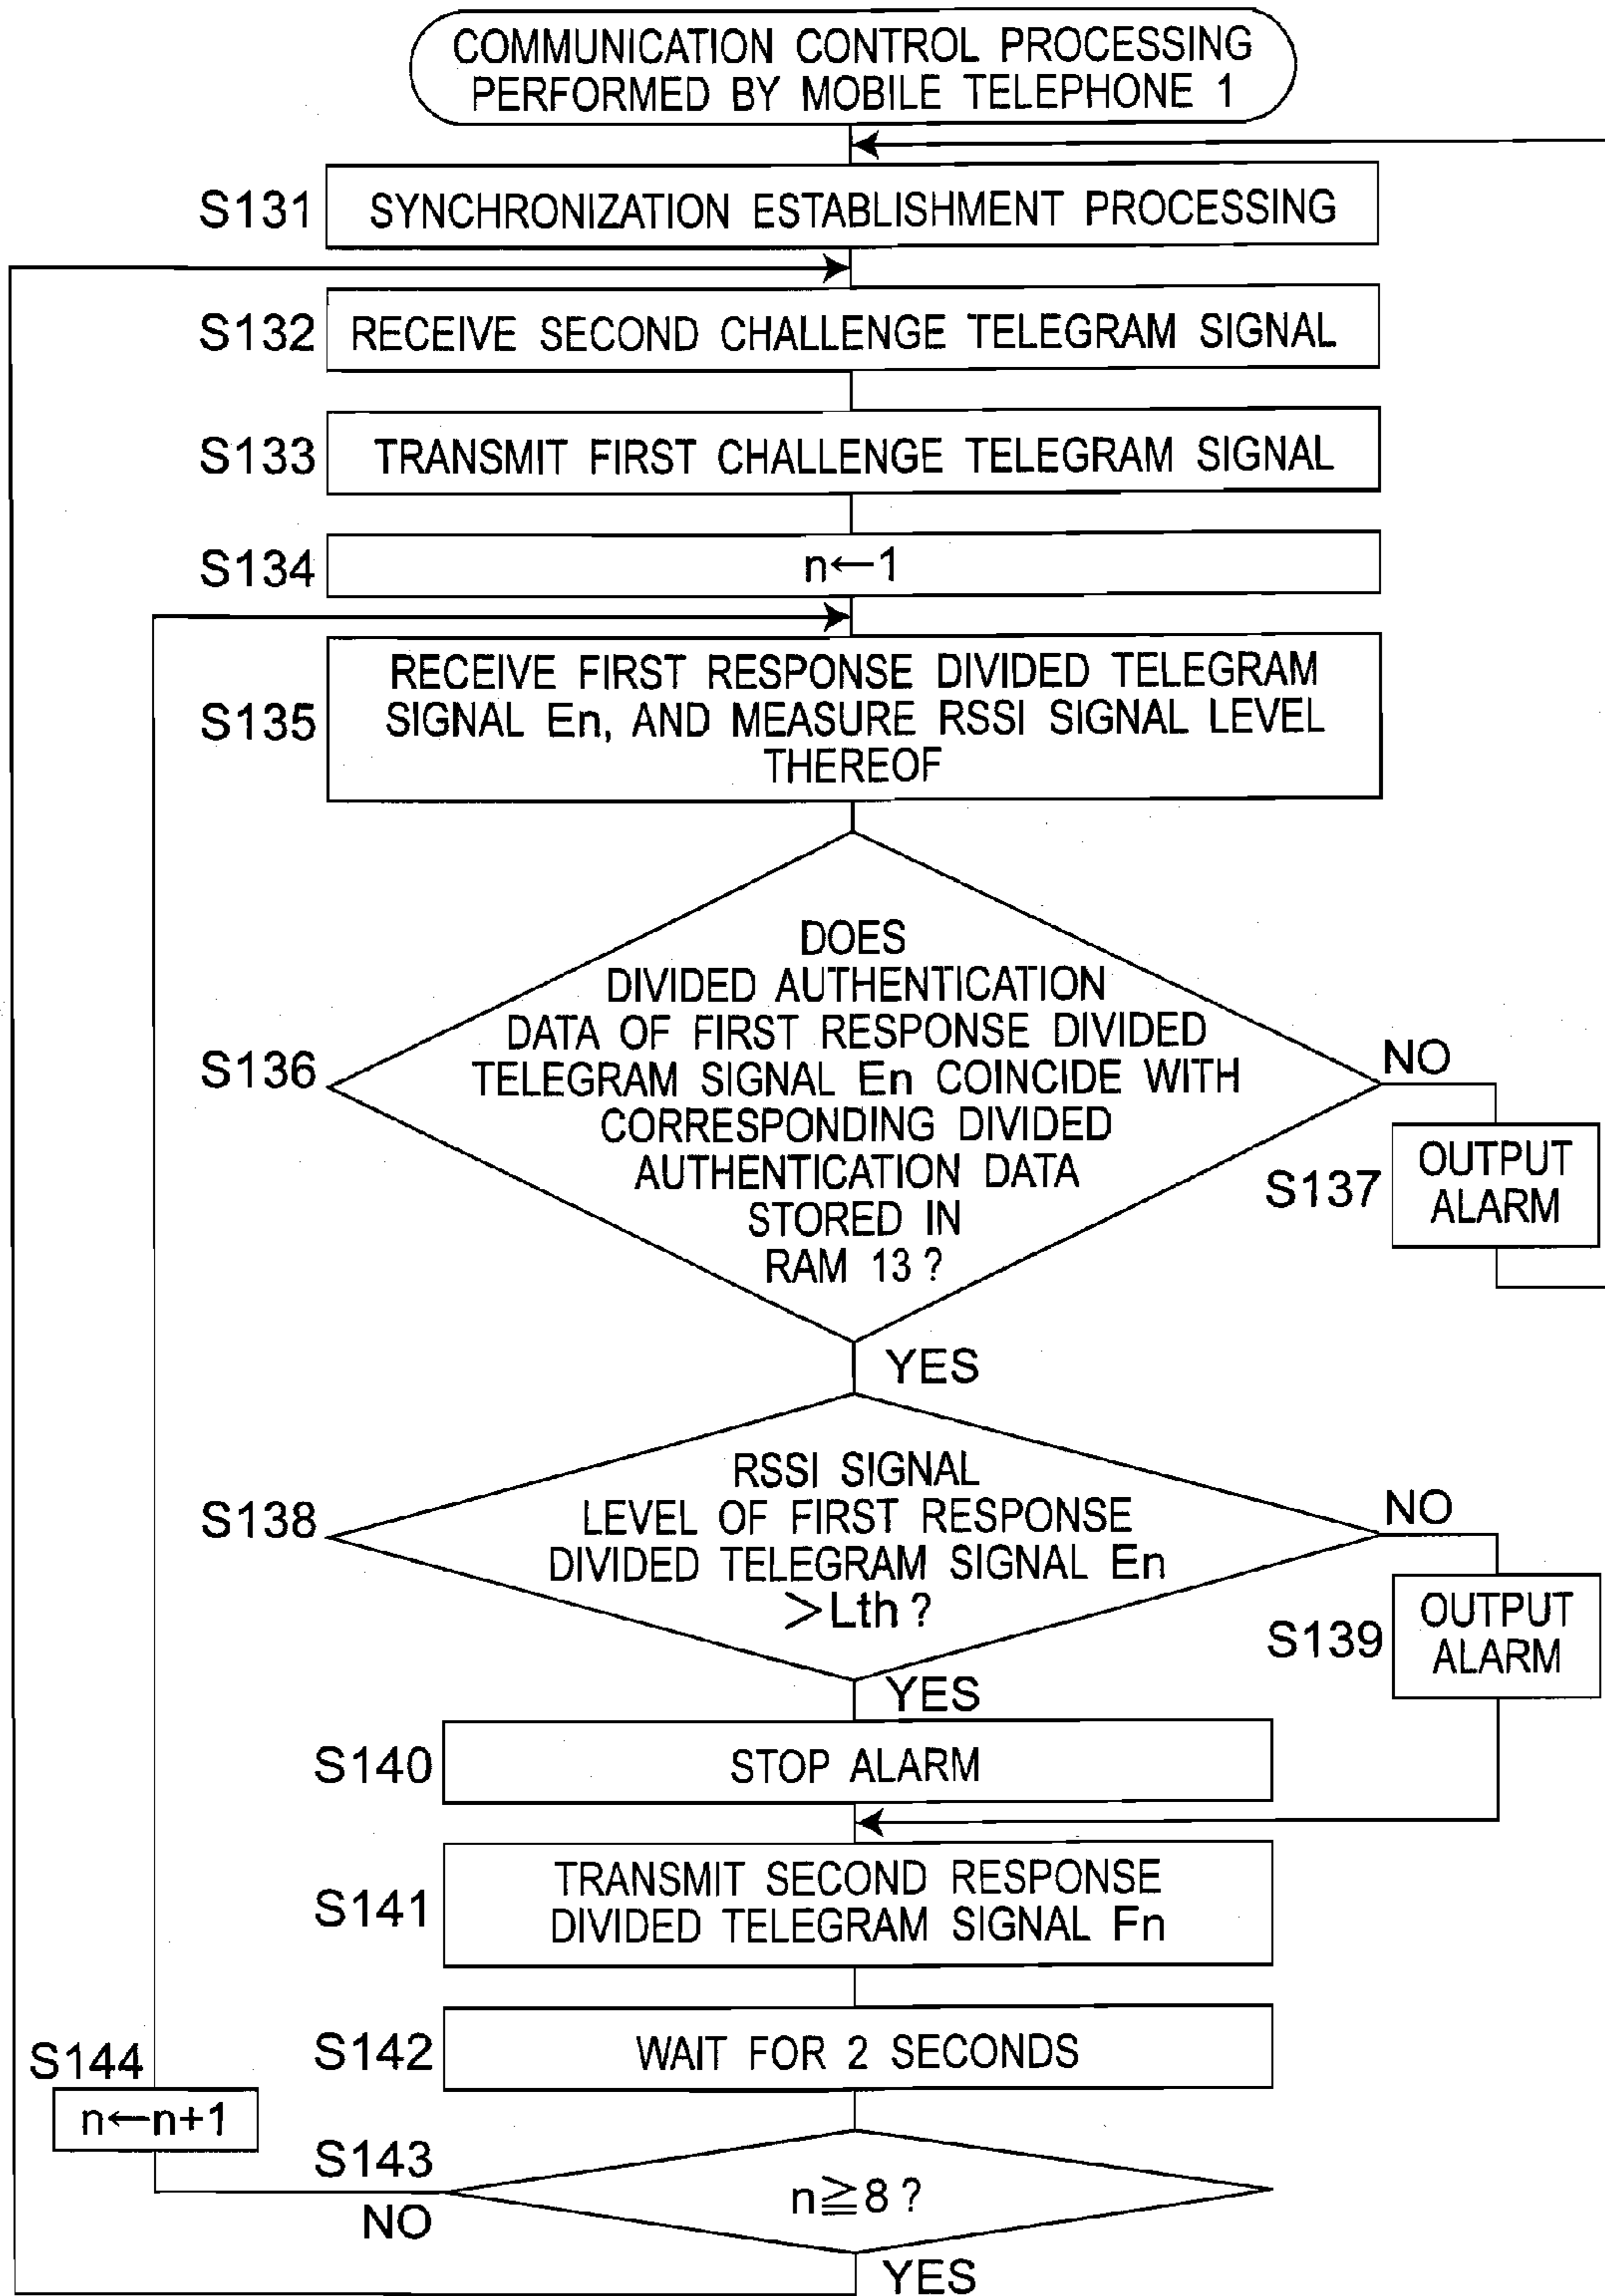 COMMUNICATION CONTROL PROCESSING
PERFORMED BY MOBILE TELEPHONE 1
S131
SYNCHRONIZATION ESTABLISHMENT PROCESSING
S132
RECEIVE SECOND CHALLENGE TELEGRAM SIGNAL
S133
TRANSMIT FIRST CHALLENGE TELEGRAM SIGNAL
S134
n←1
S135
RECEIVE FIRST RESPONSE DIVIDED TELEGRAM
SIGNAL En, AND MEASURE RSSI SIGNAL LEVEL
THEREOF
S136
DOES
DIVIDED AUTHENTICATION
DATA OF FIRST RESPONSE DIVIDED
TELEGRAM SIGNAL En COINCIDE WITH
CORRESPONDING DIVIDED
AUTHENTICATION DATA
STORED IN
RAM 13 ?
NO
S137
OUTPUT
ALARM
YES
S138
RSSI SIGNAL
LEVEL OF FIRST RESPONSE
DIVIDED TELEGRAM SIGNAL En
>Lth ?
NO
S139
OUTPUT
ALARM
YES
S140
STOP ALARM
S141
TRANSMIT SECOND RESPONSE
DIVIDED TELEGRAM SIGNAL Fn
S142
WAIT FOR 2 SECONDS
S144
n←n+1
S143
n≧8 ?
NO
YES